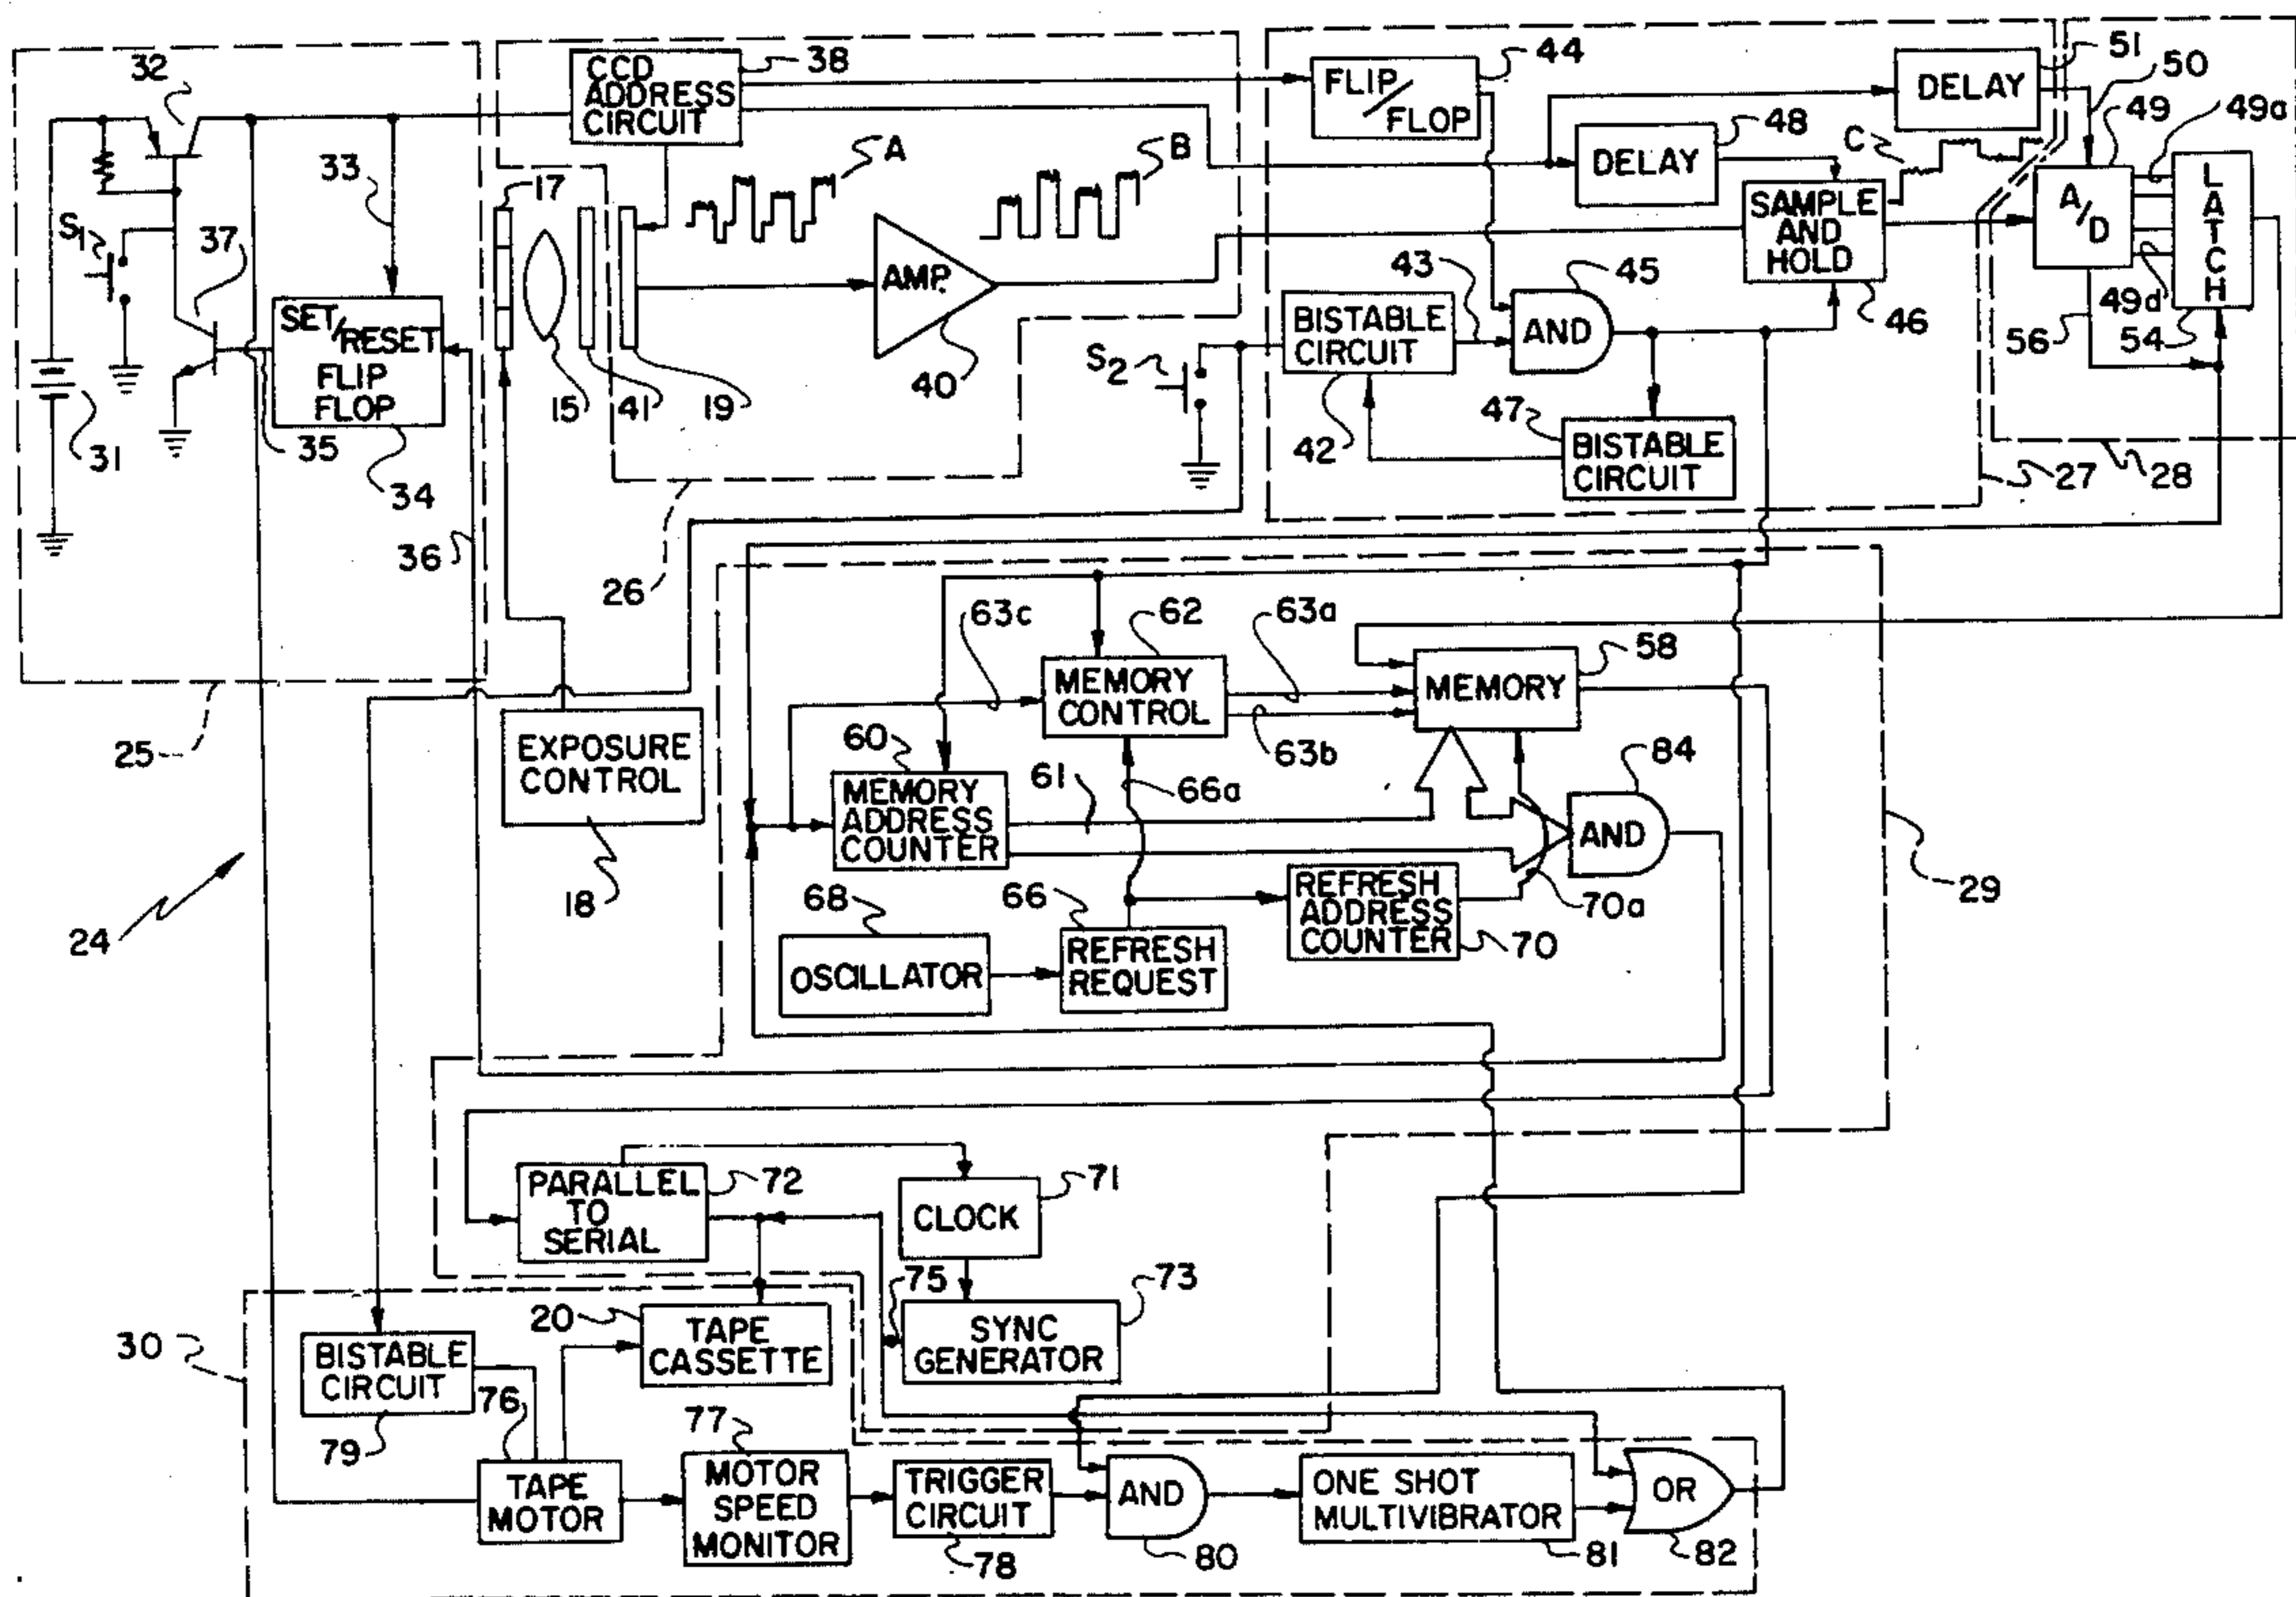 32
CCD
ADDRESS
CIRCUIT
38
FLIP/
FLOP
44
DELAY
51
50
DELAY
48
49
49a
C
A
B
33
17
S1
37
SET/
RESET
FLIP
FLOP
35
34
31
36
15
41
19
AMP.
40
SAMPLE
AND
HOLD
46
A/D
LATCH
49d
56
54
43
45
BISTABLE
CIRCUIT
42
AND
S2
47
BISTABLE
CIRCUIT
27
28
26
25
63c
62
63a
58
MEMORY
CONTROL
MEMORY
63b
60
MEMORY
ADDRESS
COUNTER
61
66a
84
AND
EXPOSURE
CONTROL
18
24
29
68
OSCILLATOR
66
REFRESH
REQUEST
REFRESH
ADDRESS
COUNTER
70
70a
PARALLEL
TO
SERIAL
72
CLOCK
71
75
73
SYNC
GENERATOR
20
TAPE
CASSETTE
30
BISTABLE
CIRCUIT
79
76
TAPE
MOTOR
77
MOTOR
SPEED
MONITOR
TRIGGER
CIRCUIT
78
AND
80
ONE SHOT
MULTIVIBRATOR
81
OR
82